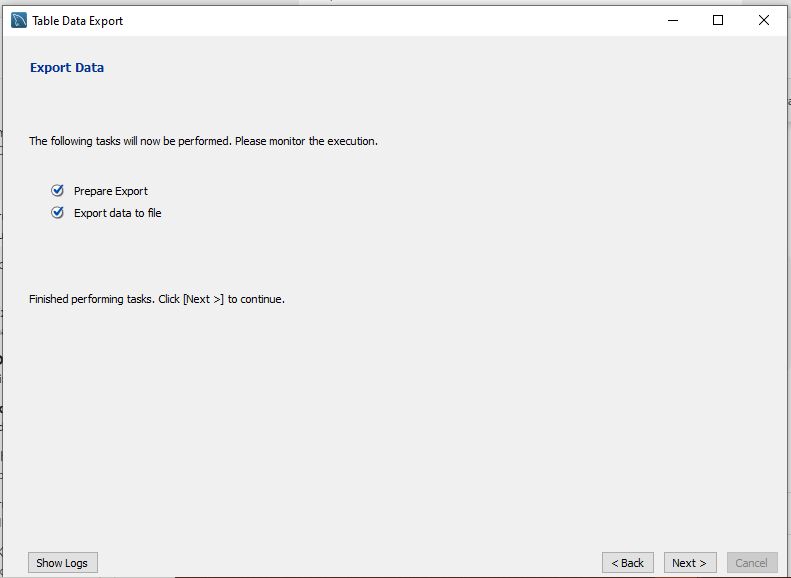 Table Data Export
Export Data
The following tasks will now be performed. Please monitor the execution.
Prepare Export
Export data to file
Finished performing tasks. Click [Next >] to continue.
Show Logs
< Back
Next >
Cancel